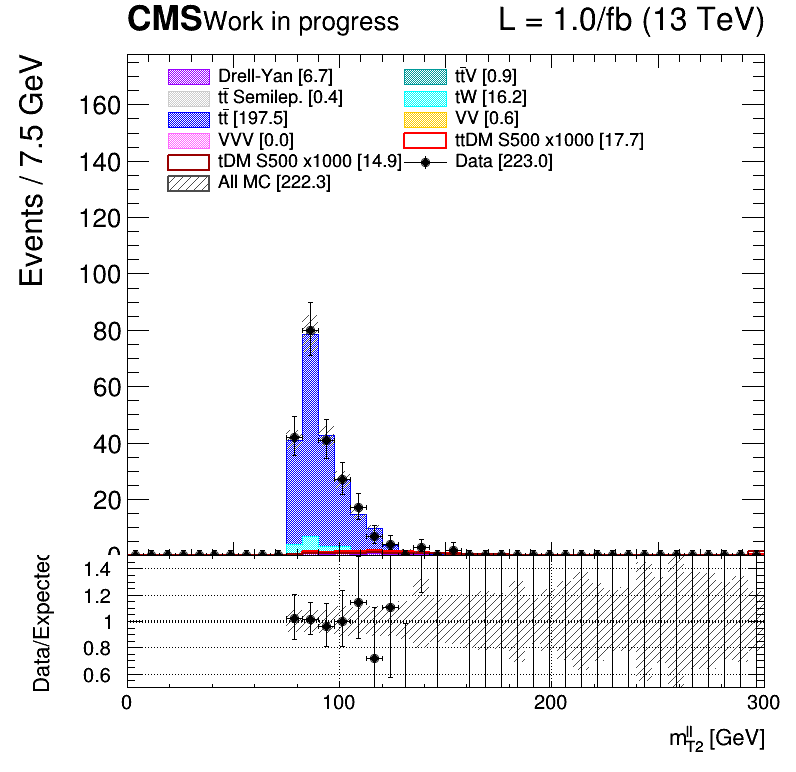 CMS Work in progress L = 1.0/fb (13 TeV)
Events / 7.5 GeV
Drell-Yan [6.7]
tt̄V [0.9]
tt̄ Semilep. [0.4]
tW [16.2]
tt̄ [197.5]
VV [0.6]
VVV [0.0]
ttDM S500 x1000 [17.7]
tDM S500 x1000 [14.9]
Data [223.0]
All MC [222.3]
160
140
120
100
80
60
40
20
0
Data/Expected
1.4
1.2
1
0.8
0.6
0 100 200 300
m_{T2}^{ll} [GeV]